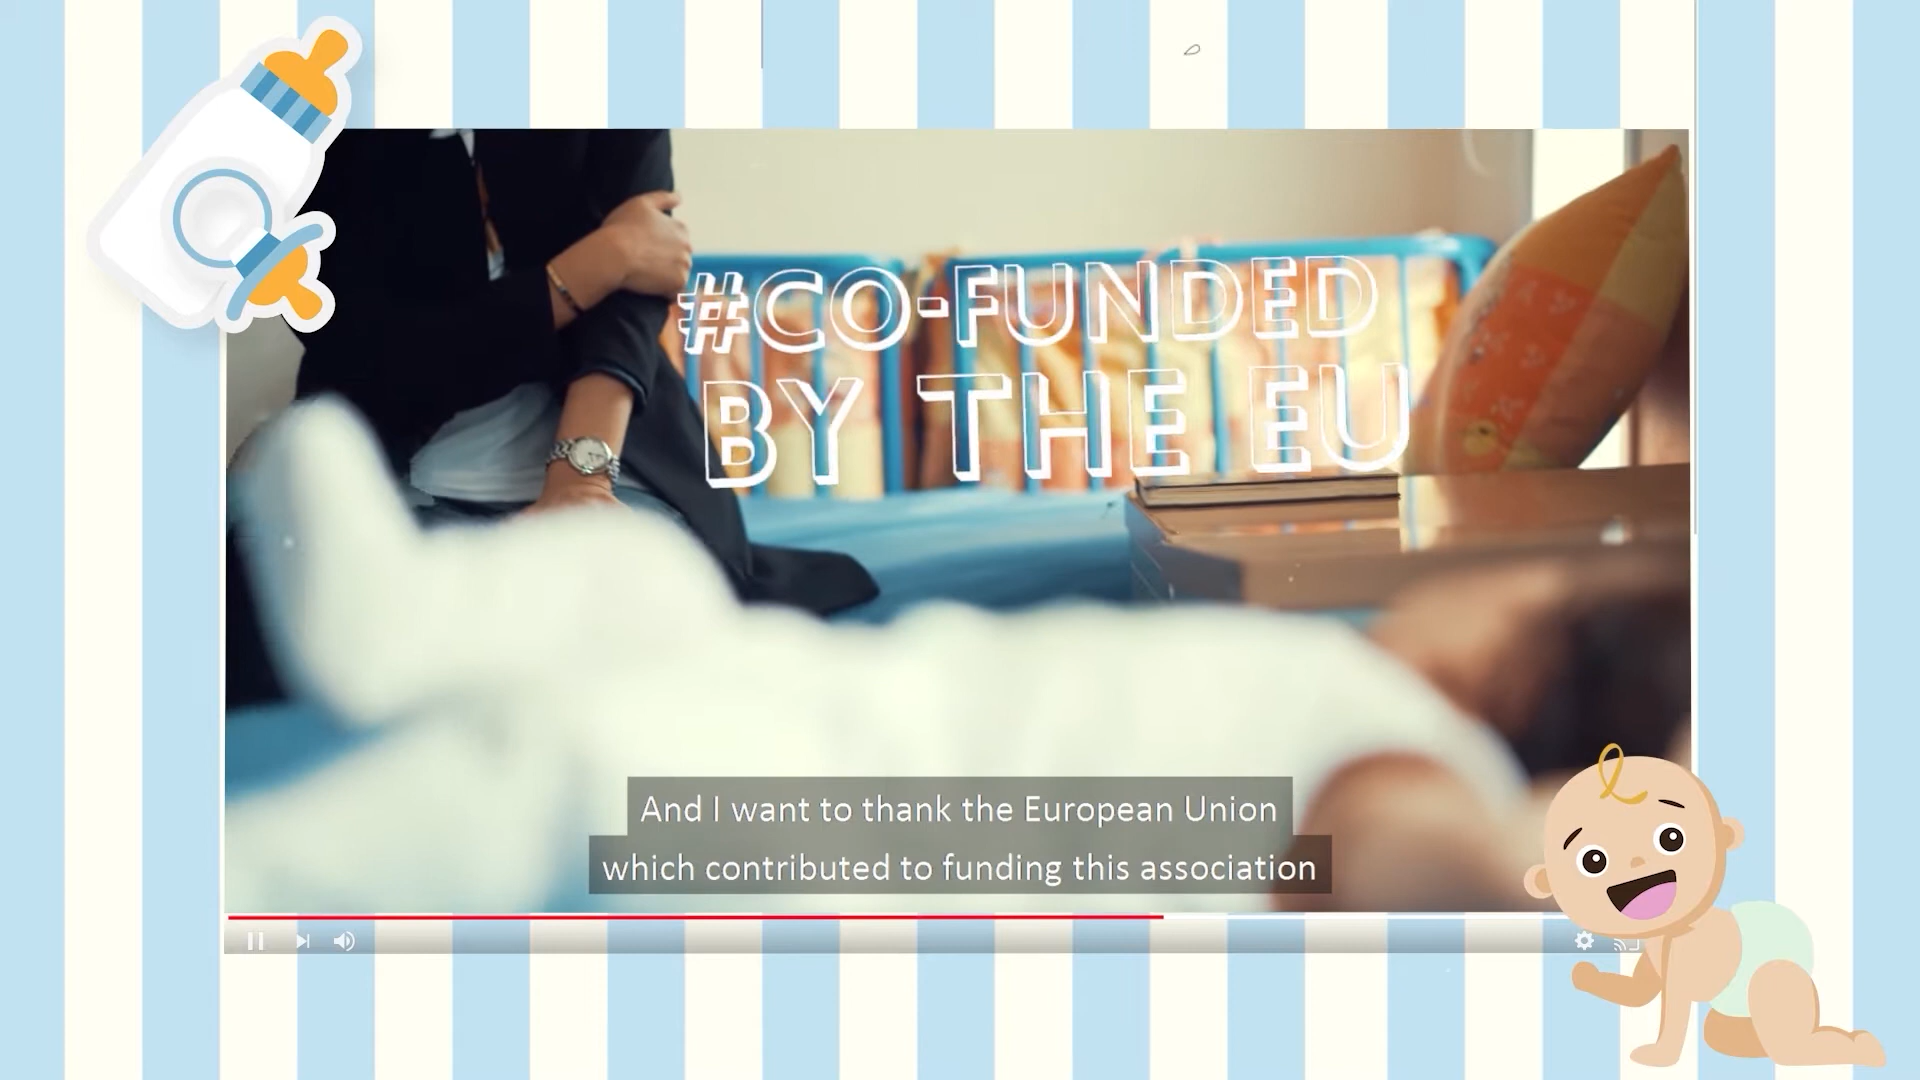 #CO-FUNDED
BY THE EU
And I want to thank the European Union
which contributed to funding this association